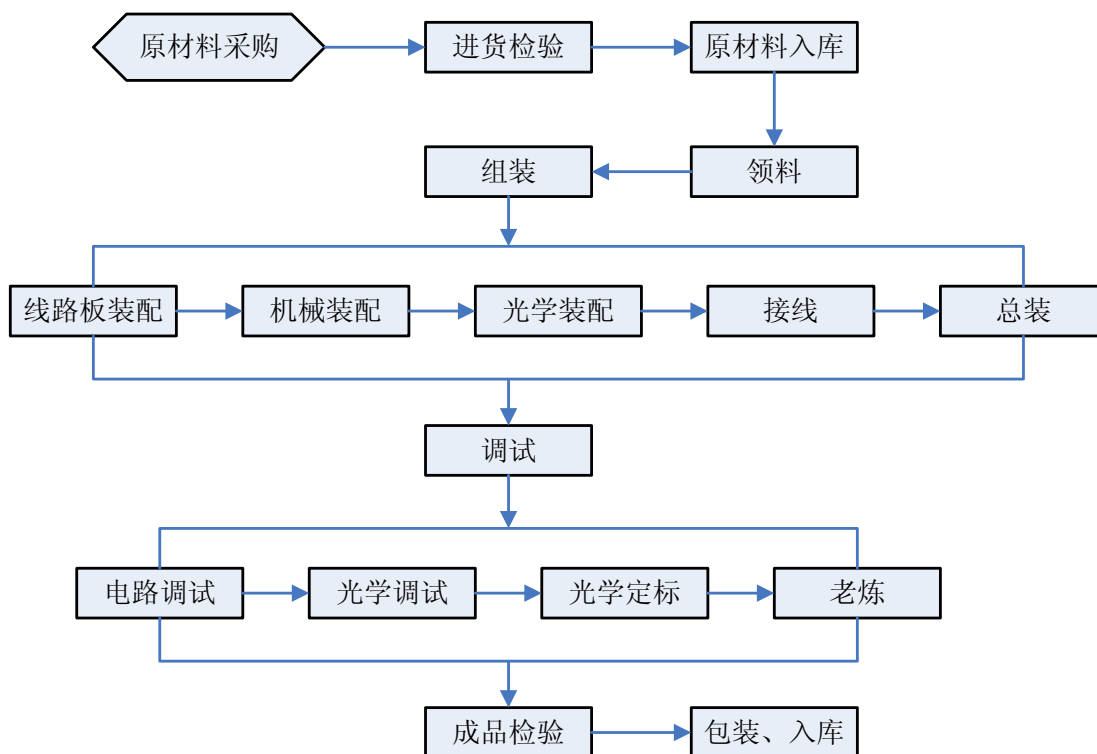 原材料采购
进货检验
原材料入库
组装
领料
线路板装配
机械装配
光学装配
接线
总装
调试
电路调试
光学调试
光学定标
老炼
成品检验
包装、入库